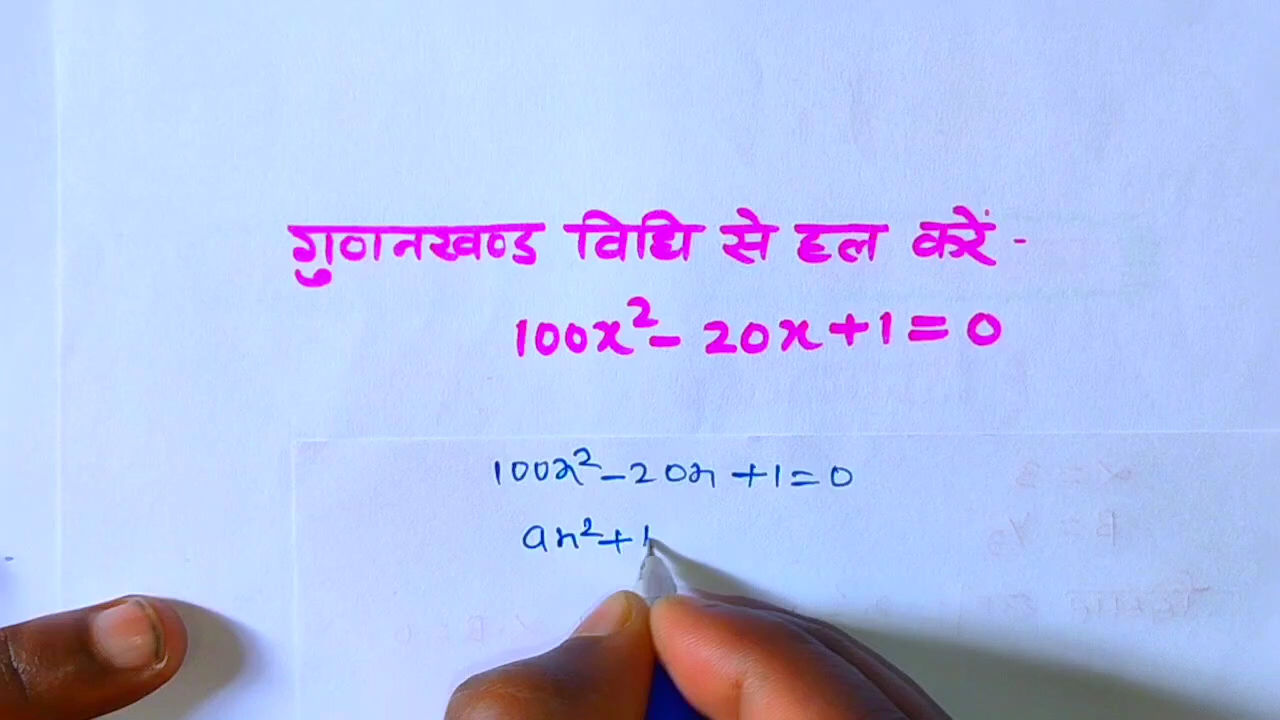 गुणनखण्ड विधि से हल करें -
100x² - 20x + 1 = 0
100x² - 20x + 1 = 0
ax² +